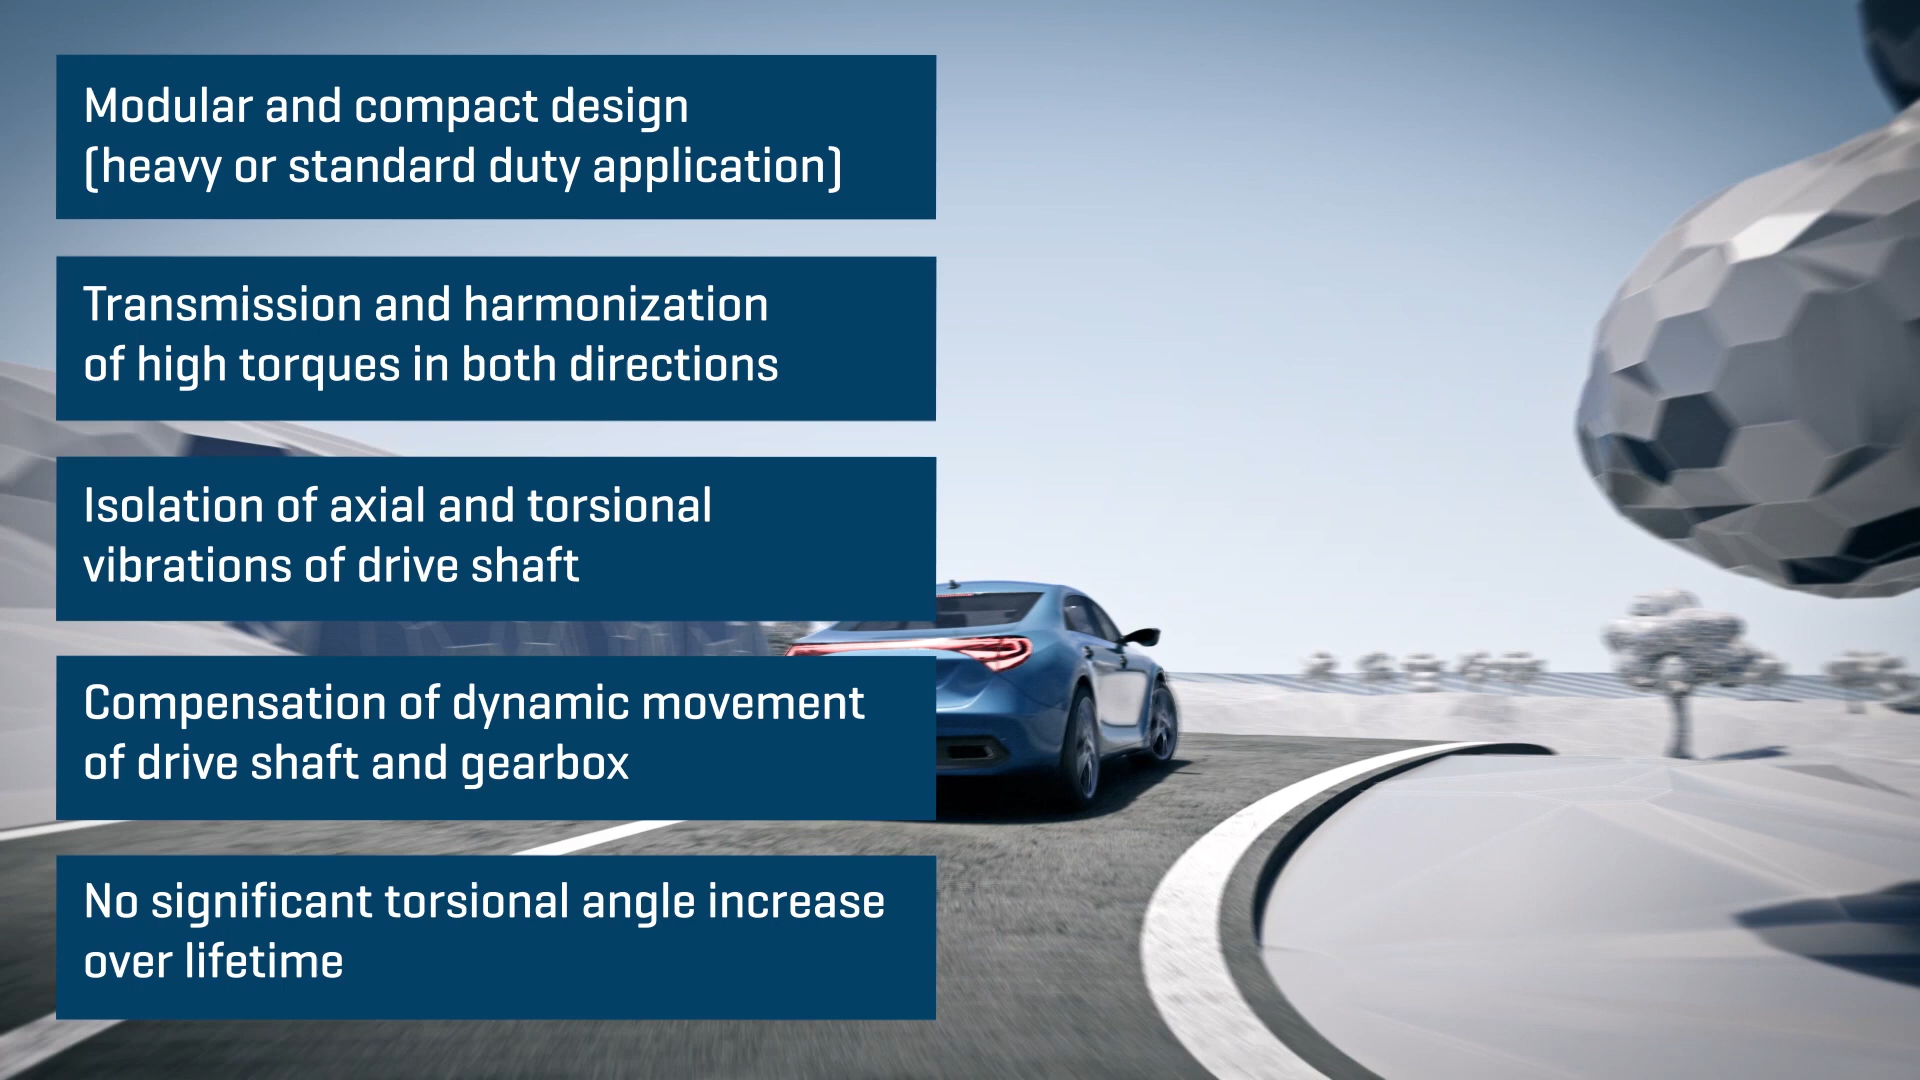 Modular and compact design
(heavy or standard duty application)
Transmission and harmonization
of high torques in both directions
Isolation of axial and torsional
vibrations of drive shaft
Compensation of dynamic movement
of drive shaft and gearbox
No significant torsional angle increase
over lifetime